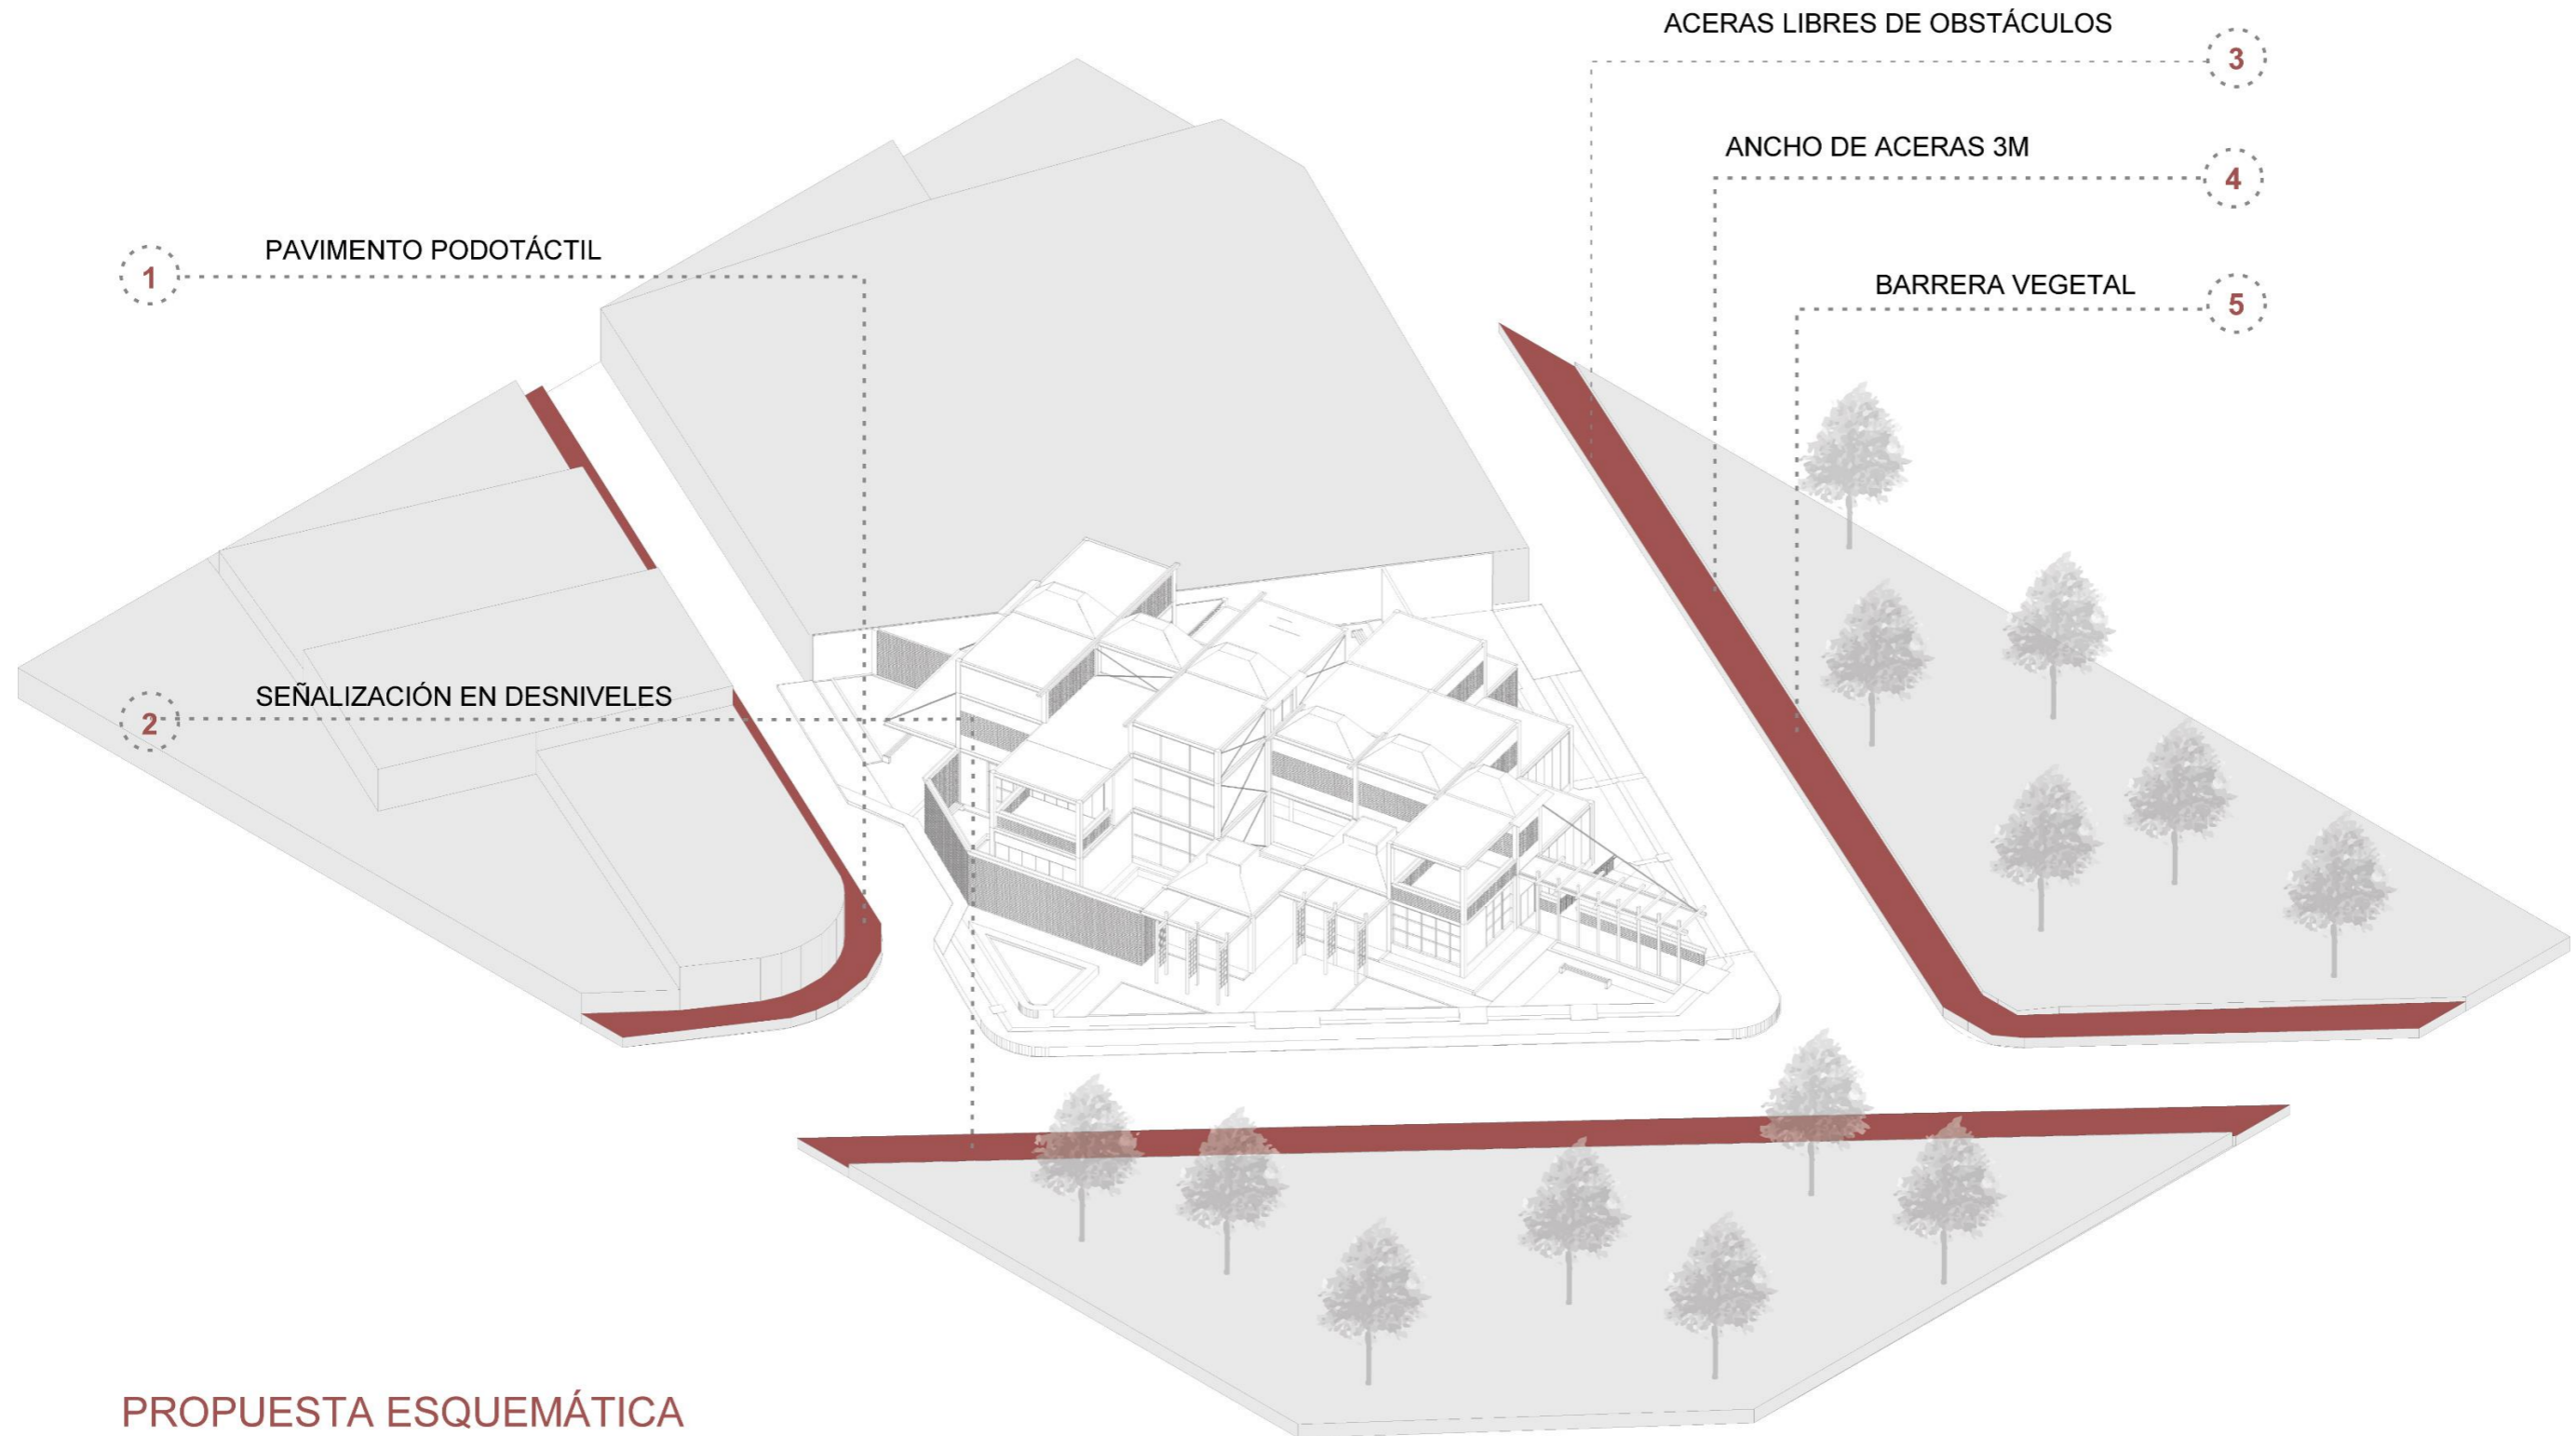 ACERAS LIBRES DE OBSTÁCULOS
3
ANCHO DE ACERAS 3M
4
PAVIMENTO PODOTÁCTIL
1
BARRERA VEGETAL
5
SEÑALIZACIÓN EN DESNIVELES
2
PROPUESTA ESQUEMÁTICA